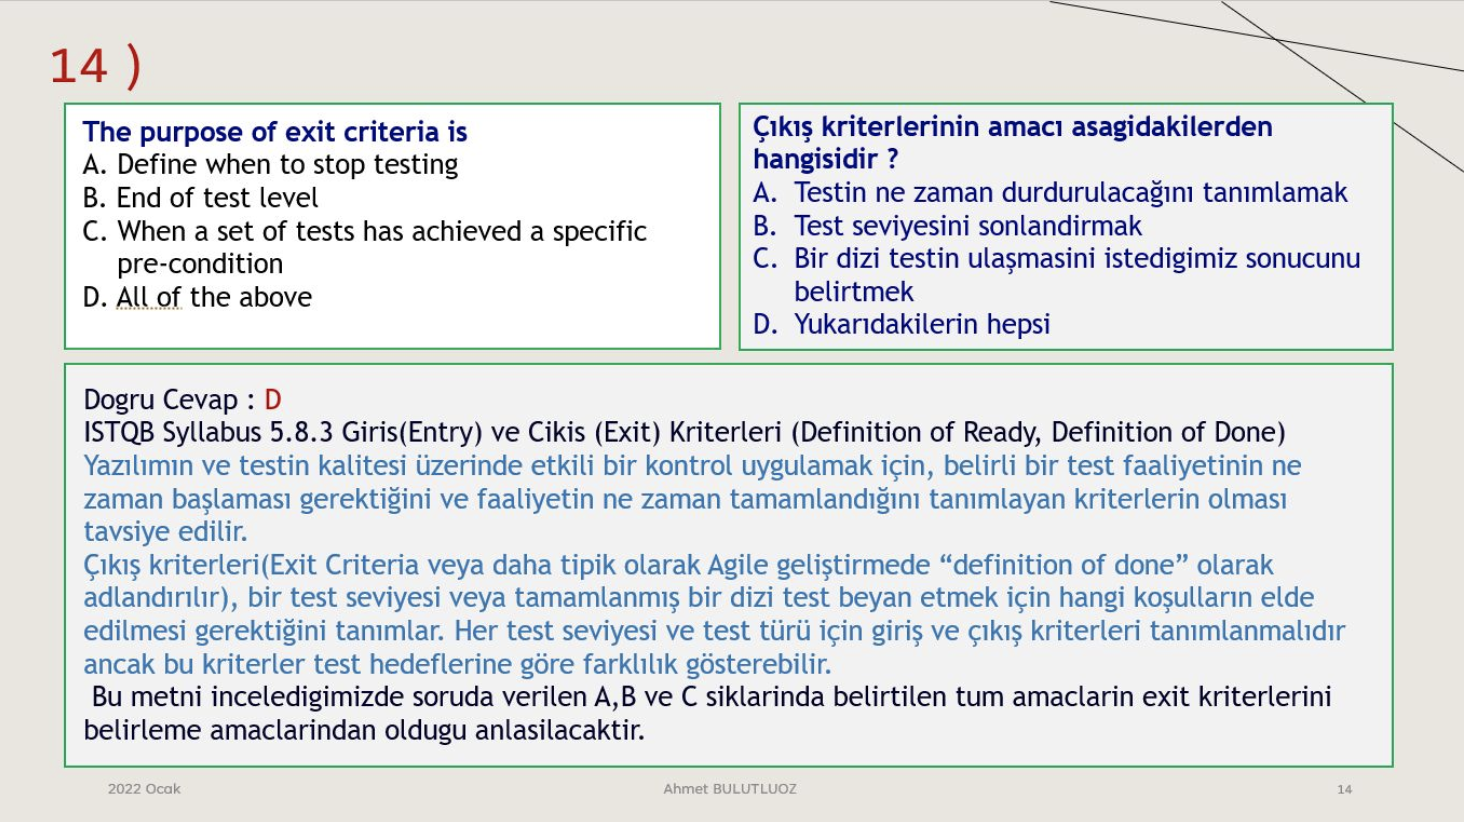 14 )
The purpose of exit criteria is
A. Define when to stop testing
B. End of test level
C. When a set of tests has achieved a specific
pre-condition
D. All of the above
Çıkış kriterlerinin amacı asagidakilerden
hangisidir ?
A. Testin ne zaman durdurulacağını tanımlamak
B. Test seviyesini sonlandirmak
C. Bir dizi testin ulaşmasini istedigimiz sonucunu
belirtmek
D. Yukarıdakilerin hepsi
Dogru Cevap : D
ISTQB Syllabus 5.8.3 Giris(Entry) ve Cikis (Exit) Kriterleri (Definition of Ready, Definition of Done)
Yazılımın ve testin kalitesi üzerinde etkili bir kontrol uygulamak için, belirli bir test faaliyetinin ne
zaman başlaması gerektiğini ve faaliyetin ne zaman tamamlandığını tanımlayan kriterlerin olması
tavsiye edilir.
Çıkış kriterleri(Exit Criteria veya daha tipik olarak Agile geliştirmede “definition of done” olarak
adlandırılır), bir test seviyesi veya tamamlanmış bir dizi test beyan etmek için hangi koşulların elde
edilmesi gerektiğini tanımlar. Her test seviyesi ve test türü için giriş ve çıkış kriterleri tanımlanmalıdır
ancak bu kriterler test hedeflerine göre farklılık gösterebilir.
Bu metni inceledigimizde soruda verilen A,B ve C siklarinda belirtilen tum amaclarin exit kriterlerini
belirleme amaclarindan oldugu anlasilacaktir.
2022 Ocak
Ahmet BULUTLUOZ
14